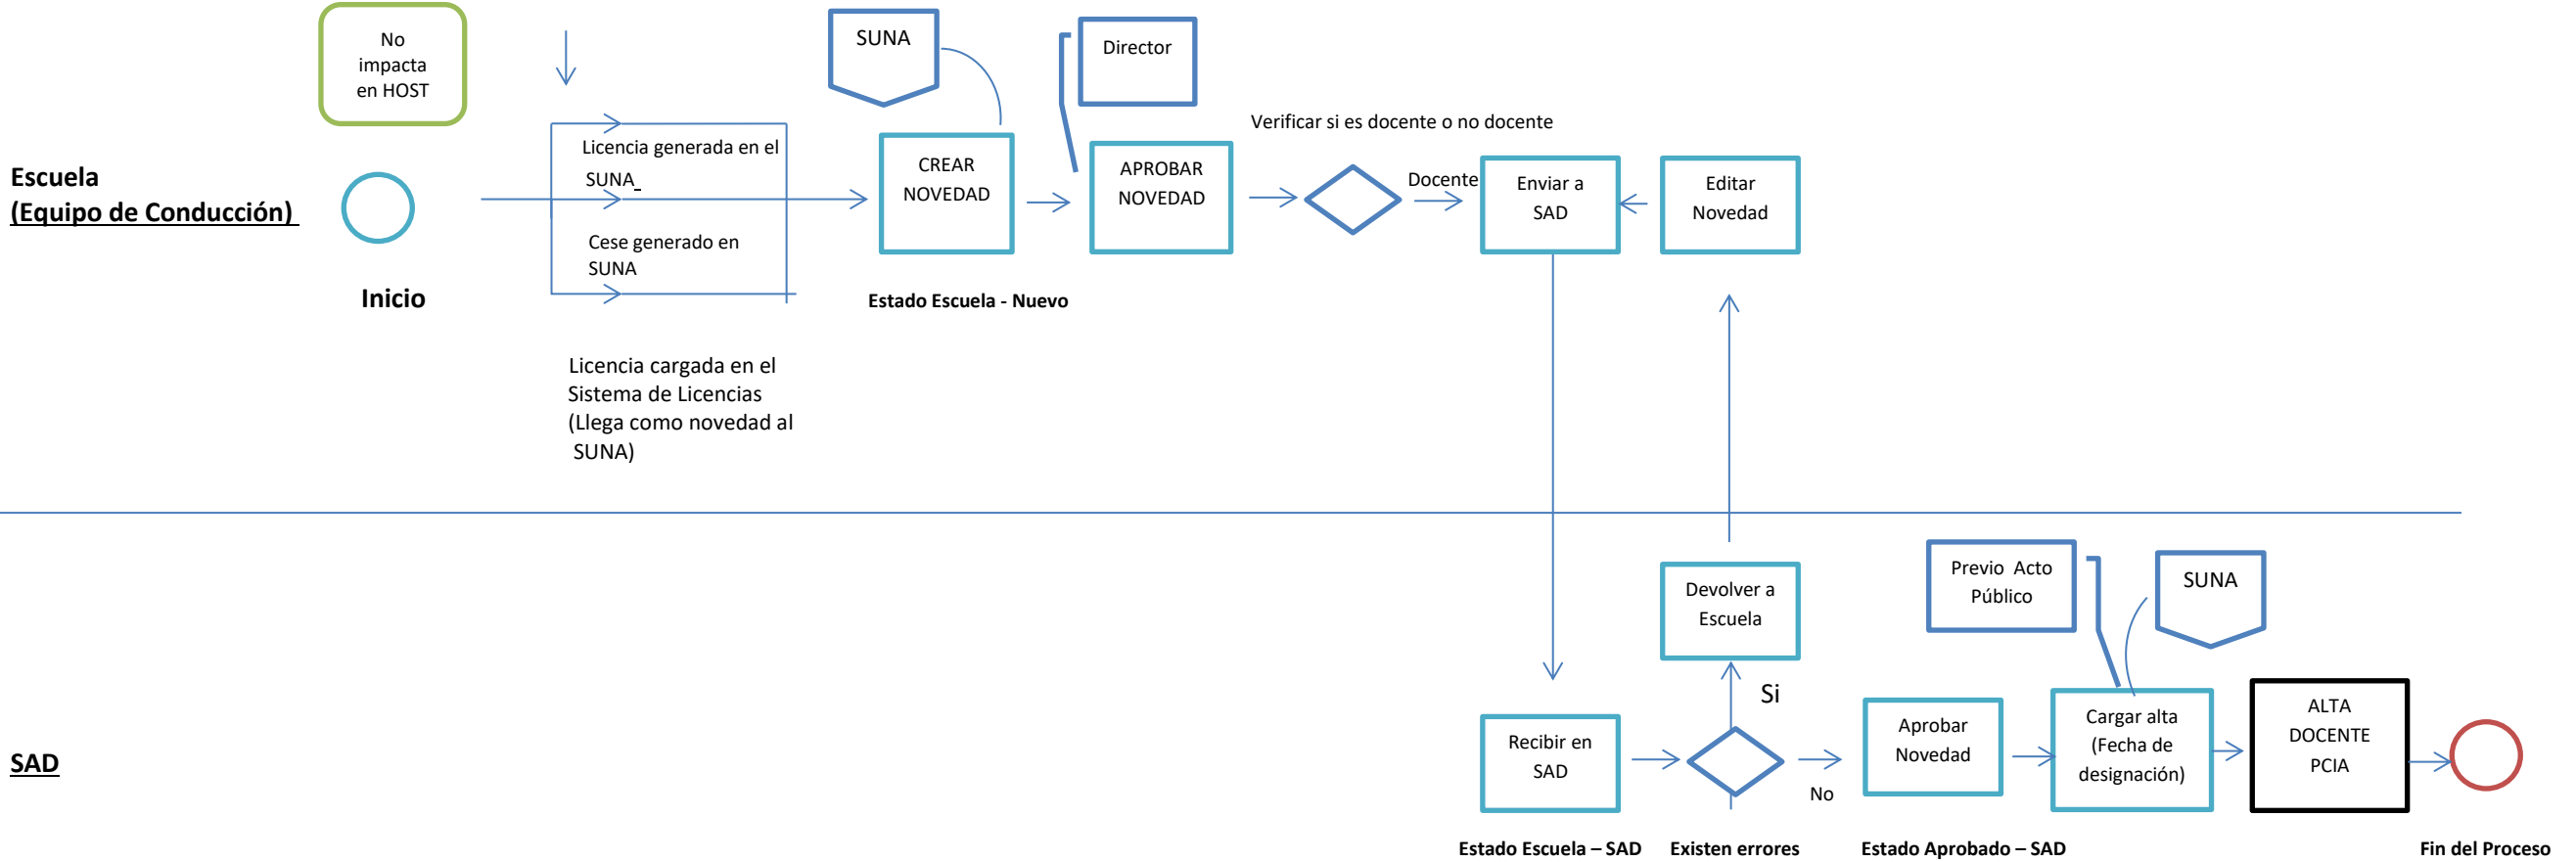 No
impacta
en HOST
SUNA
Director
Verificar si es docente o no docente
Escuela
(Equipo de Conducción)
Inicio
Licencia generada en el
SUNA_
Cese generado en
SUNA
Licencia cargada en el
Sistema de Licencias
(Llega como novedad al
SUNA)
CREAR
NOVEDAD
Estado Escuela - Nuevo
APROBAR
NOVEDAD
Docente
Enviar a
SAD
Editar
Novedad
SAD
Devolver a
Escuela
Si
Recibir en
SAD
Estado Escuela – SAD
Existen errores
No
Aprobar
Novedad
Estado Aprobado – SAD
Previo Acto
Público
SUNA
Cargar alta
(Fecha de
designación)
ALTA
DOCENTE
PCIA
Fin del Proceso